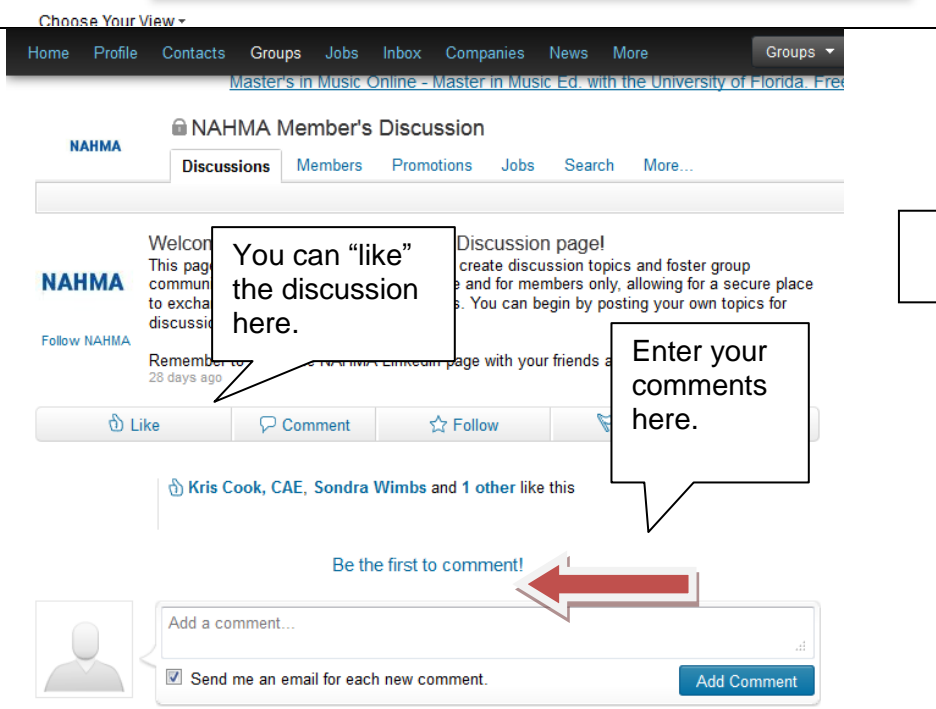 Choose Your View
Home Profile Contacts Groups Jobs Inbox Companies News More Groups
Master's in Music Online - Master in Music Ed. with the University of Florida. Free
NAHMA
NAHMA Member's Discussion
Discussions Members Promotions Jobs Search More...
NAHMA
Follow NAHMA
Discussion page!
This create discussion topics and foster group
and for members only, allowing for a secure place
to You can begin by posting your own topics for
Remember page with your friends
28 days ago
You can “like”
the discussion
here.
Enter your
comments
here.
Like Comment Follow
Kris Cook, CAE, Sondra Wimbs and 1 other like this
Be the first to comment!
Add a comment...
Send me an email for each new comment.
Add Comment